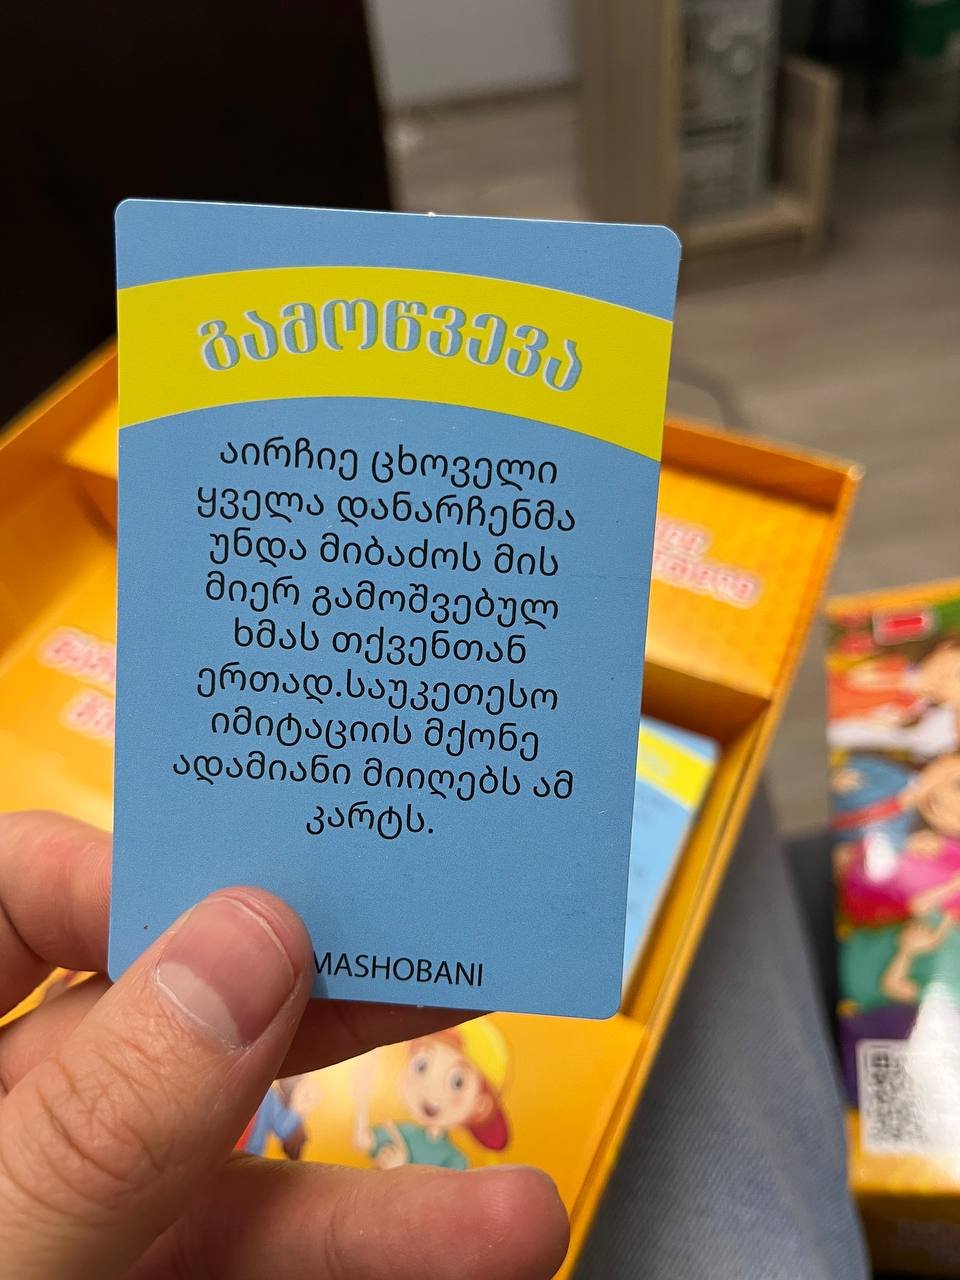 გამოწვევა
აირჩიე ცხოველი
ყველა დანარჩენმა
უნდა მიბაძოს მის
მიერ გამოშვებულ
ხმას თქვენთან
ერთად.საუკეთესო
იმიტაციის მქონე
ადამიანი მიიღებს ამ
კარტს.
MASHOBANI